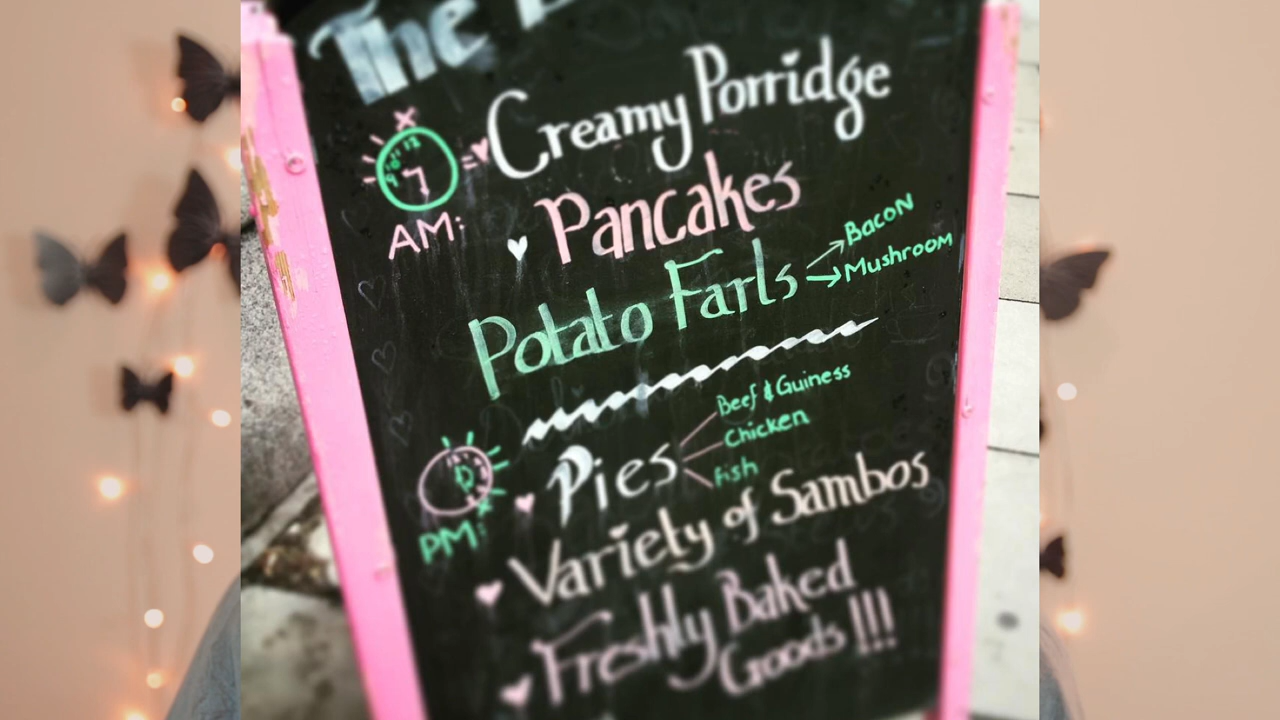 The
Creamy Porridge
AM:
Pancakes
Potato Farls
Bacon
Mushroom
Pies
Beef & Guiness
Chicken
fish
PM:
Variety of Sambos
Freshly Baked
Goods !!!